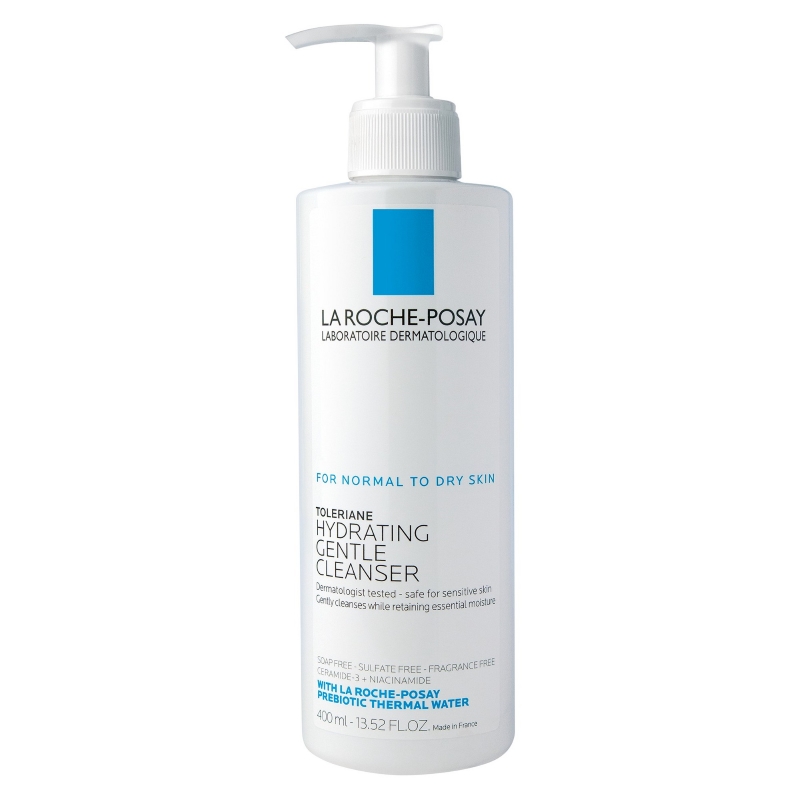 LA ROCHE-POSAY
LABORATOIRE DERMATOLOGIQUE
FOR NORMAL TO DRY SKIN
TOLERIANE
HYDRATING
GENTLE
CLEANSER
Dermatologist tested - safe for sensitive skin
Gently cleanses while retaining essential moisture
SOAP FREE - SULFATE FREE - FRAGRANCE FREE
CERAMIDE-3 + NIACINAMIDE
WITH LA ROCHE-POSAY
PREBIOTIC THERMAL WATER
400 ml - 13.52 FL.OZ. Made in France